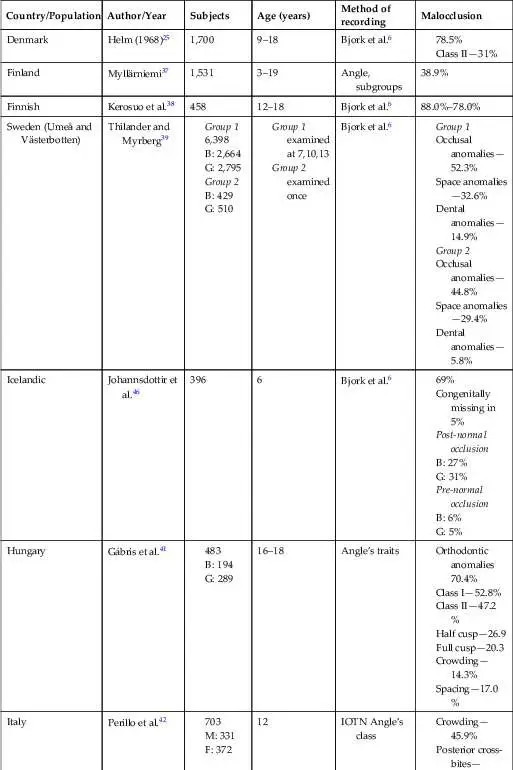 Country/Population Author/Year Subjects Age (years) Method of recording Malocclusion
Denmark Helm (1968)25 1,700 9–18 Bjork et al.6 78.5%
Class II—31%
Finland Myllärniemi37 1,531 3–19 Angle, subgroups 38.9%
Finnish Kerosuo et al.38 458 12–18 Bjork et al.6 88.0%–78.0%
Sweden (Umeå and Västerbotten) Thilander and Myrberg39
Group 1
6,398
B: 2,664
G: 2,795
Group 2
B: 429
G: 510
Group 1
examined
at 7,10,13
Group 2
examined
once
Bjork et al.6
Group 1
Occlusal
anomalies—
52.3%
Space anomalies
—32.6%
Dental
anomalies—
14.9%
Group 2
Occlusal
anomalies—
44.8%
Space anomalies
—29.4%
Dental
anomalies—
5.8%
Icelandic Johannsdottir et al.46 396 6 Bjork et al.6
69%
Congenitally
missing in
5%
Post-normal
occlusion
B: 27%
G: 31%
Pre-normal
occlusion
B: 6%
G: 5%
Hungary Gábris et al.41
483
B: 194
G: 289
16–18 Angle's traits
Orthodontic
anomalies
70.4%
Class I—52.8%
Class II—47.2
%
Half cusp—26.9
Full cusp—20.3
Crowding—
14.3%
Spacing—17.0
%
Italy Perillo et al.42
703
M: 331
F: 372
12 IOTN Angle's class
Crowding—
45.9%
Posterior cross-
bites—